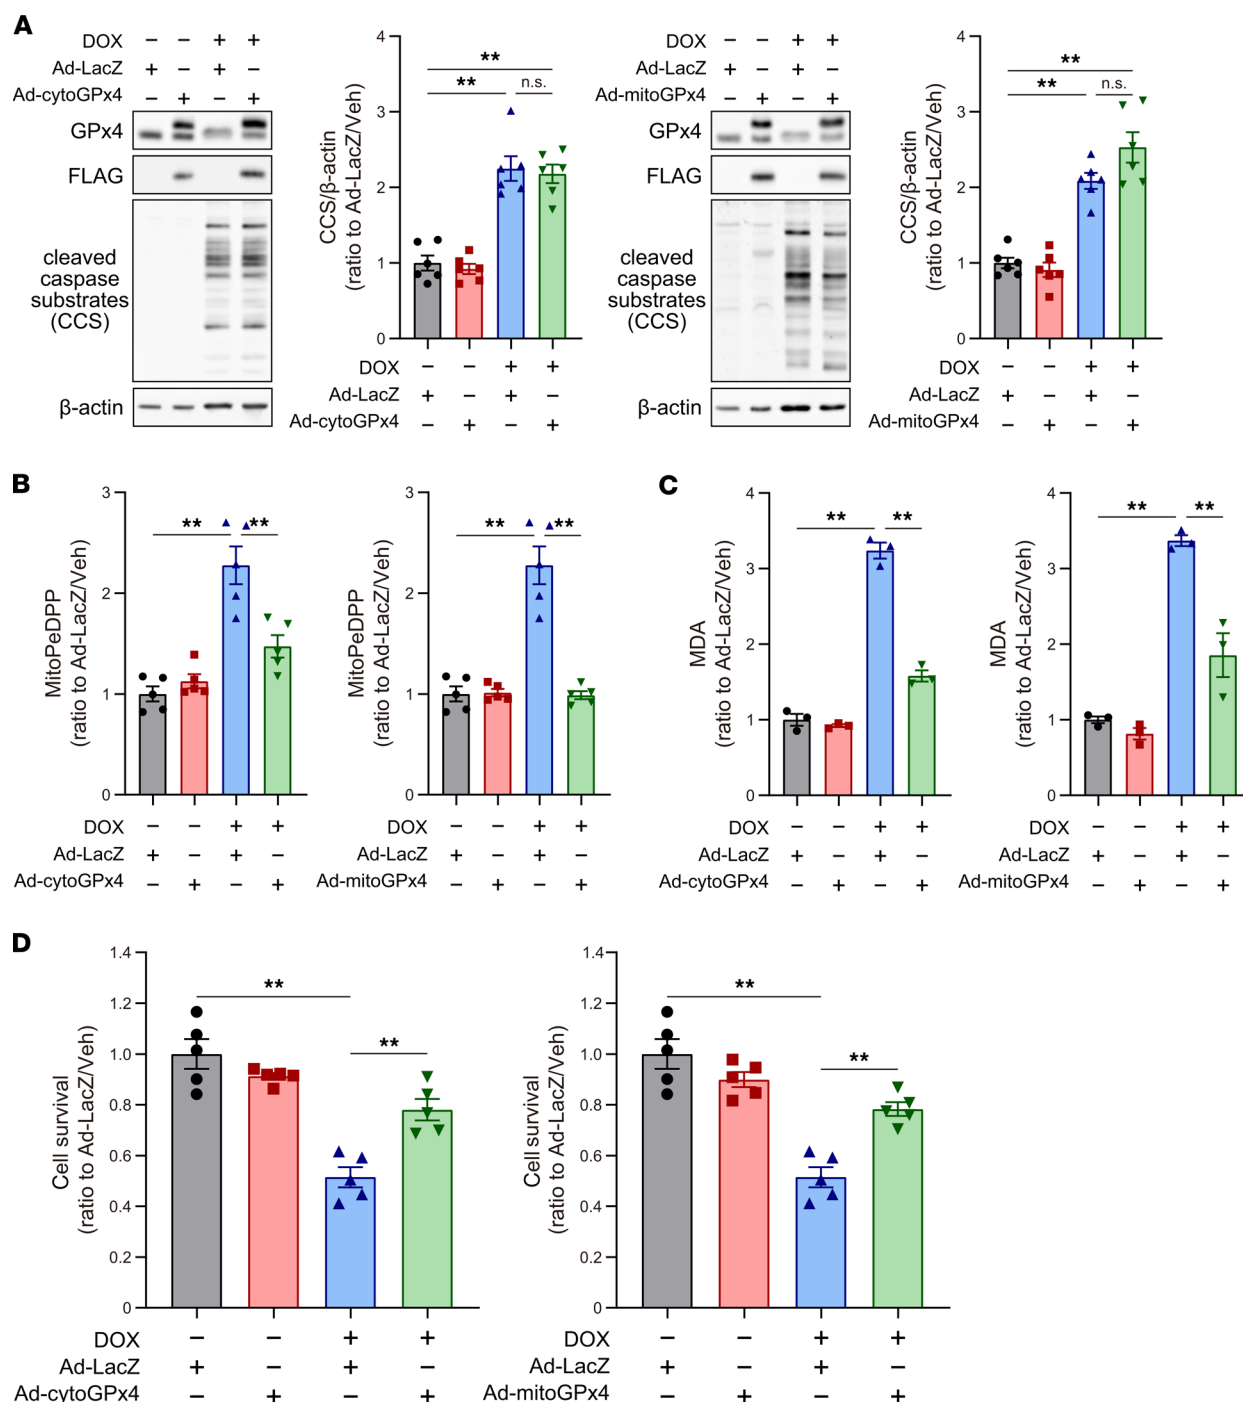 A
DOX − − + +
Ad-LacZ + − + −
Ad-cytoGPx4 − + − +
GPx4
FLAG
cleaved
caspase
substrates
(CCS)
β-actin
CCS/β-actin
(ratio to Ad-LacZ/Veh)
4
3
2
1
0
**
**
n.s.
DOX − − + +
Ad-LacZ + − + −
Ad-cytoGPx4 − + − +
DOX − − + +
Ad-LacZ + − + −
Ad-mitoGPx4 − + − +
GPx4
FLAG
cleaved
caspase
substrates
(CCS)
β-actin
CCS/β-actin
(ratio to Ad-LacZ/Veh)
4
3
2
1
0
**
**
n.s.
DOX − − + +
Ad-LacZ + − + −
Ad-mitoGPx4 − + − +
B
MitoPeDPP
(ratio to Ad-LacZ/Veh)
3
2
1
0
** **
DOX − − + +
Ad-LacZ + − + −
Ad-cytoGPx4 − + − +
MitoPeDPP
(ratio to Ad-LacZ/Veh)
3
2
1
0
** **
DOX − − + +
Ad-LacZ + − + −
Ad-mitoGPx4 − + − +
C
MDA
(ratio to Ad-LacZ/Veh)
4
3
2
1
0
** **
DOX − − + +
Ad-LacZ + − + −
Ad-cytoGPx4 − + − +
MDA
(ratio to Ad-LacZ/Veh)
4
3
2
1
0
** **
DOX − − + +
Ad-LacZ + − + −
Ad-mitoGPx4 − + − +
D
Cell survival
(ratio to Ad-LacZ/Veh)
1.4
1.2
1.0
0.8
0.6
0.4
0.2
0
**
**
DOX − − + +
Ad-LacZ + − + −
Ad-cytoGPx4 − + − +
Cell survival
(ratio to Ad-LacZ/Veh)
1.4
1.2
1.0
0.8
0.6
0.4
0.2
0
**
**
DOX − − + +
Ad-LacZ + − + −
Ad-mitoGPx4 − + − +